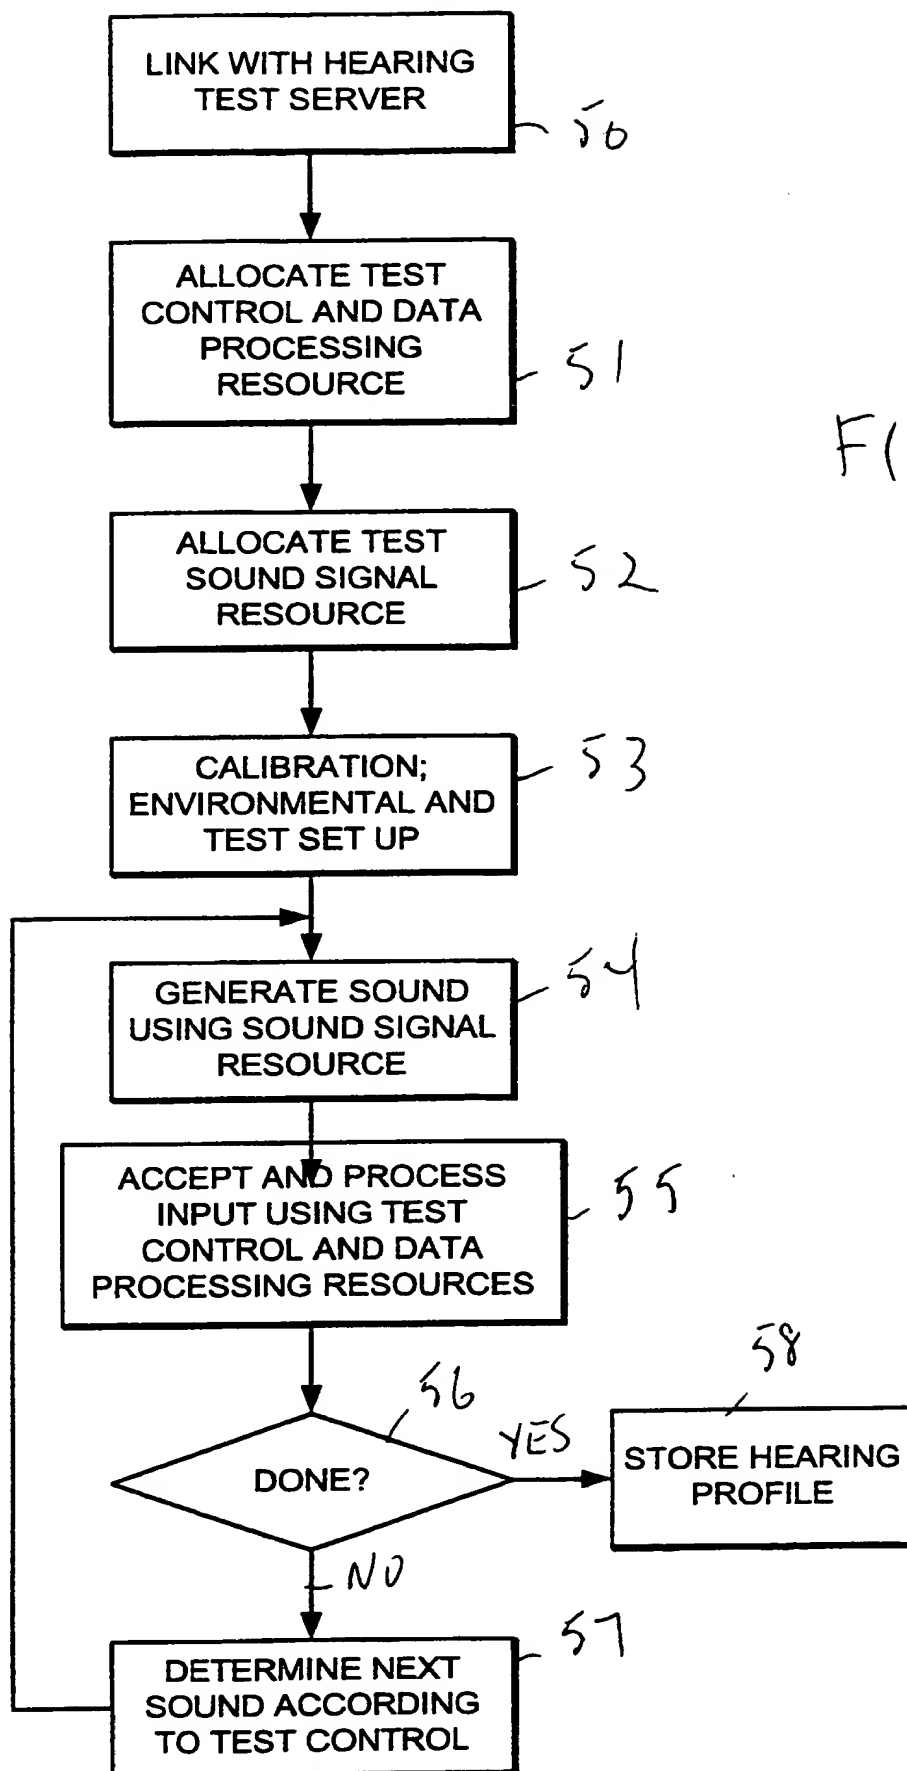 LINK WITH HEARING
TEST SERVER
50
ALLOCATE TEST
CONTROL AND DATA
PROCESSING
RESOURCE
51
F(
ALLOCATE TEST
SOUND SIGNAL
RESOURCE
52
CALIBRATION;
ENVIRONMENTAL AND
TEST SET UP
53
GENERATE SOUND
USING SOUND SIGNAL
RESOURCE
54
ACCEPT AND PROCESS
INPUT USING TEST
CONTROL AND DATA
PROCESSING RESOURCES
55
56
DONE?
YES
58
STORE HEARING
PROFILE
NO
57
DETERMINE NEXT
SOUND ACCORDING
TO TEST CONTROL